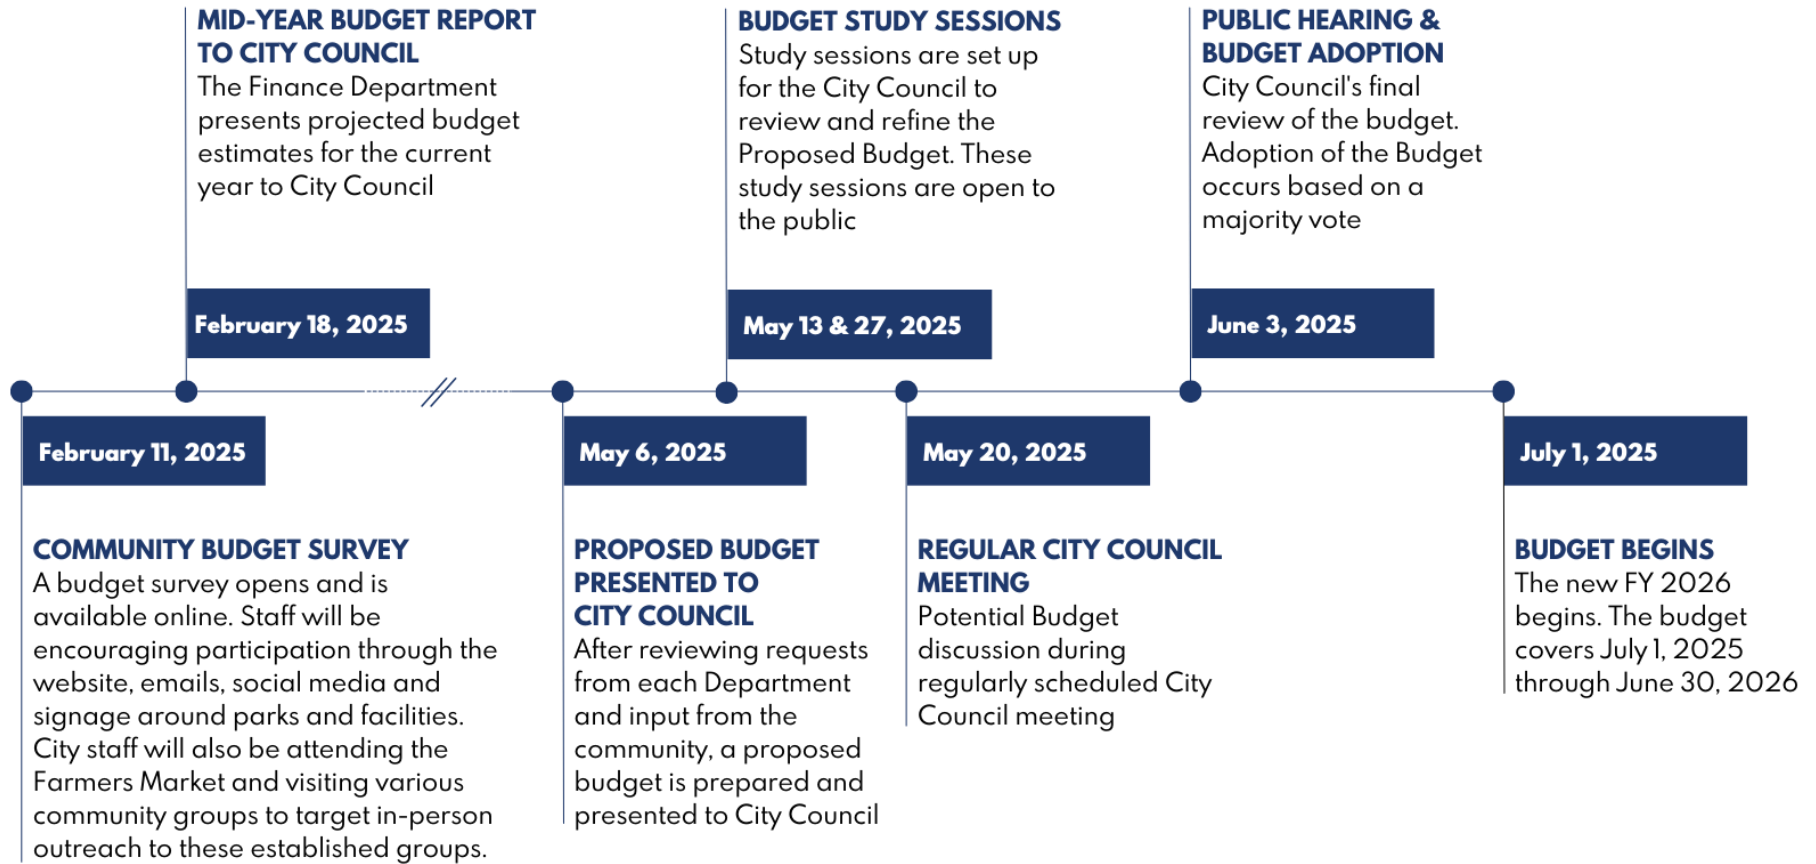 MID-YEAR BUDGET REPORT
TO CITY COUNCIL
The Finance Department
presents projected budget
estimates for the current
year to City Council
February 18, 2025
BUDGET STUDY SESSIONS
Study sessions are set up
for the City Council to
review and refine the
Proposed Budget. These
study sessions are open to
the public
May 13 & 27, 2025
PUBLIC HEARING &
BUDGET ADOPTION
City Council's final
review of the budget.
Adoption of the Budget
occurs based on a
majority vote
June 3, 2025
February 11, 2025
COMMUNITY BUDGET SURVEY
A budget survey opens and is
available online. Staff will be
encouraging participation through the
website, emails, social media and
signage around parks and facilities.
City staff will also be attending the
Farmers Market and visiting various
community groups to target in-person
outreach to these established groups.
May 6, 2025
PROPOSED BUDGET
PRESENTED TO
CITY COUNCIL
After reviewing requests
from each Department
and input from the
community, a proposed
budget is prepared and
presented to City Council
May 20, 2025
REGULAR CITY COUNCIL
MEETING
Potential Budget
discussion during
regularly scheduled City
Council meeting
July 1, 2025
BUDGET BEGINS
The new FY 2026
begins. The budget
covers July 1, 2025
through June 30, 2026